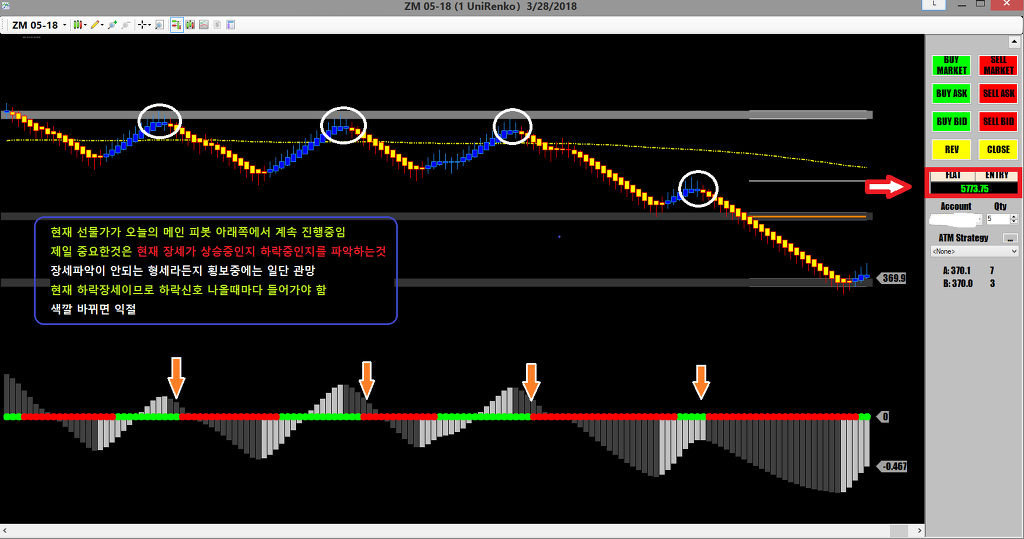 ZM 05-18 (1 UniRenko) 3/28/2018
ZM 05-18
BUY MARKET
SELL MARKET
BUY ASK
SELL ASK
BUY BID
SELL BID
REV
CLOSE
FLAT
ENTRY
5773.75
Account
Qty
5
ATM Strategy
...
<None>
A: 370.1 7
B: 370.0 3
369.9
현재 선물가가 오늘의 메인 피봇 아래쪽에서 계속 진행중임
제일 중요한것은 현재 장세가 상승중인지 하락중인지를 파악하는것
장세파악이 안되는 형세라든지 횡보중에는 일단 관망
현재 하락장세이므로 하락신호 나올때마다 들어가야 함
색깔 바뀌면 익절
0
-0.467